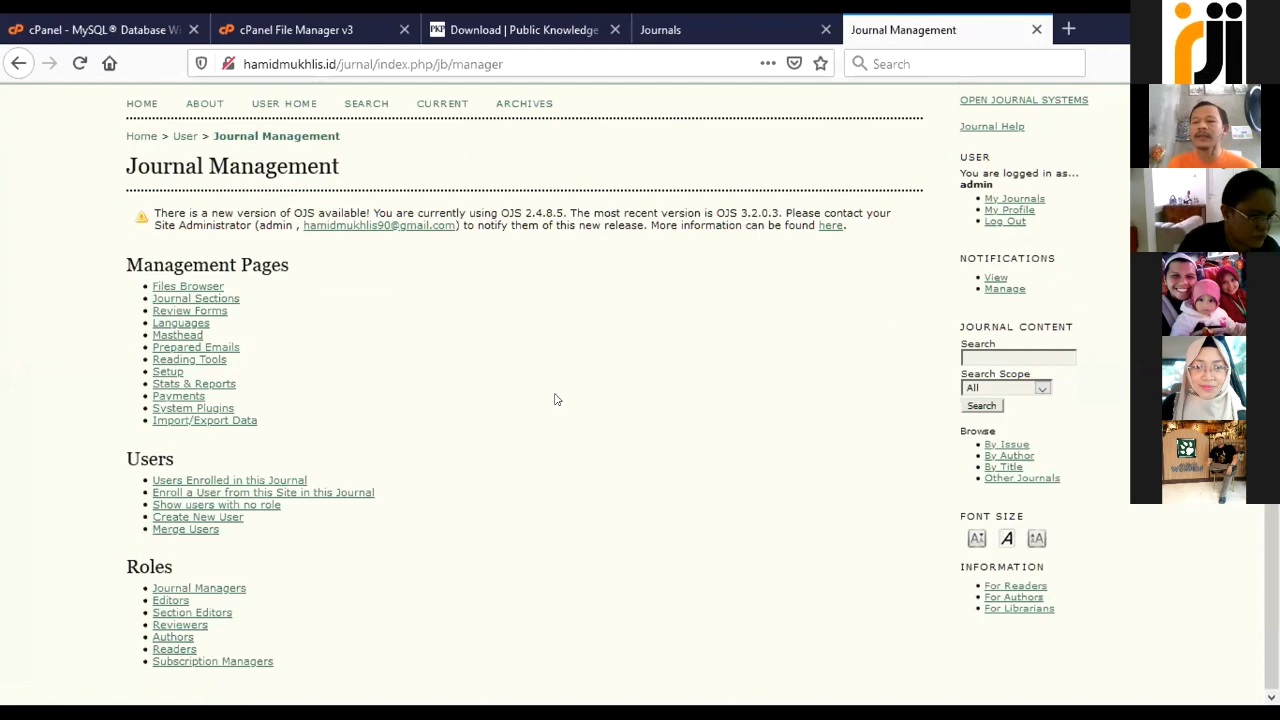 cPanel - MySQL® Database Wi
cPanel File Manager v3
PKP
Download | Public Knowledge
Journals
Journal Management
hamidmukhlis.id/jurnal/index.php/jb/manager
Search
HOME
ABOUT
USER HOME
SEARCH
CURRENT
ARCHIVES
Home > User > Journal Management
Journal Management
There is a new version of OJS available! You are currently using OJS 2.4.8.5. The most recent version is OJS 3.2.0.3. Please contact your
Site Administrator (admin , hamidmukhlis90@gmail.com) to notify them of this new release. More information can be found here.
Management Pages
Files Browser
Journal Sections
Review Forms
Languages
Masthead
Prepared Emails
Reading Tools
Setup
Stats & Reports
Payments
System Plugins
Import/Export Data
Users
Users Enrolled in this Journal
Enroll a User from this Site in this Journal
Show users with no role
Create New User
Merge Users
Roles
Journal Managers
Editors
Section Editors
Reviewers
Authors
Readers
Subscription Managers
OPEN JOURNAL SYSTEMS
Journal Help
USER
You are logged in as...
admin
My Journals
My Profile
Log Out
NOTIFICATIONS
View
Manage
JOURNAL CONTENT
Search
Search Scope
All
Search
Browse
By Issue
By Author
By Title
Other Journals
FONT SIZE
A
A
A
INFORMATION
For Readers
For Authors
For Librarians
rji